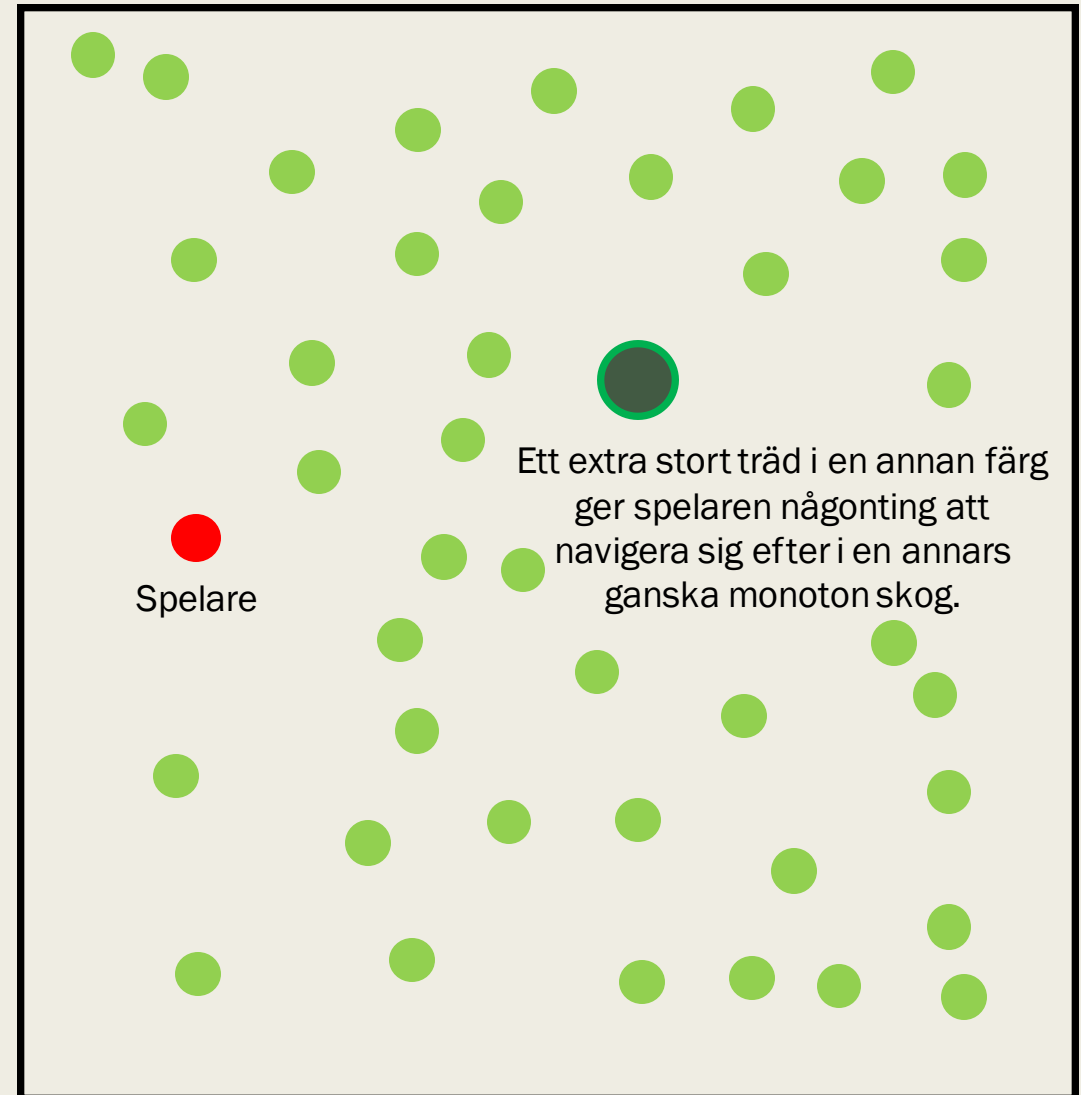 Ett extra stort träd i en annan färg
ger spelaren någonting att
navigera sig efter i en annars
ganska monoton skog.
Spelare